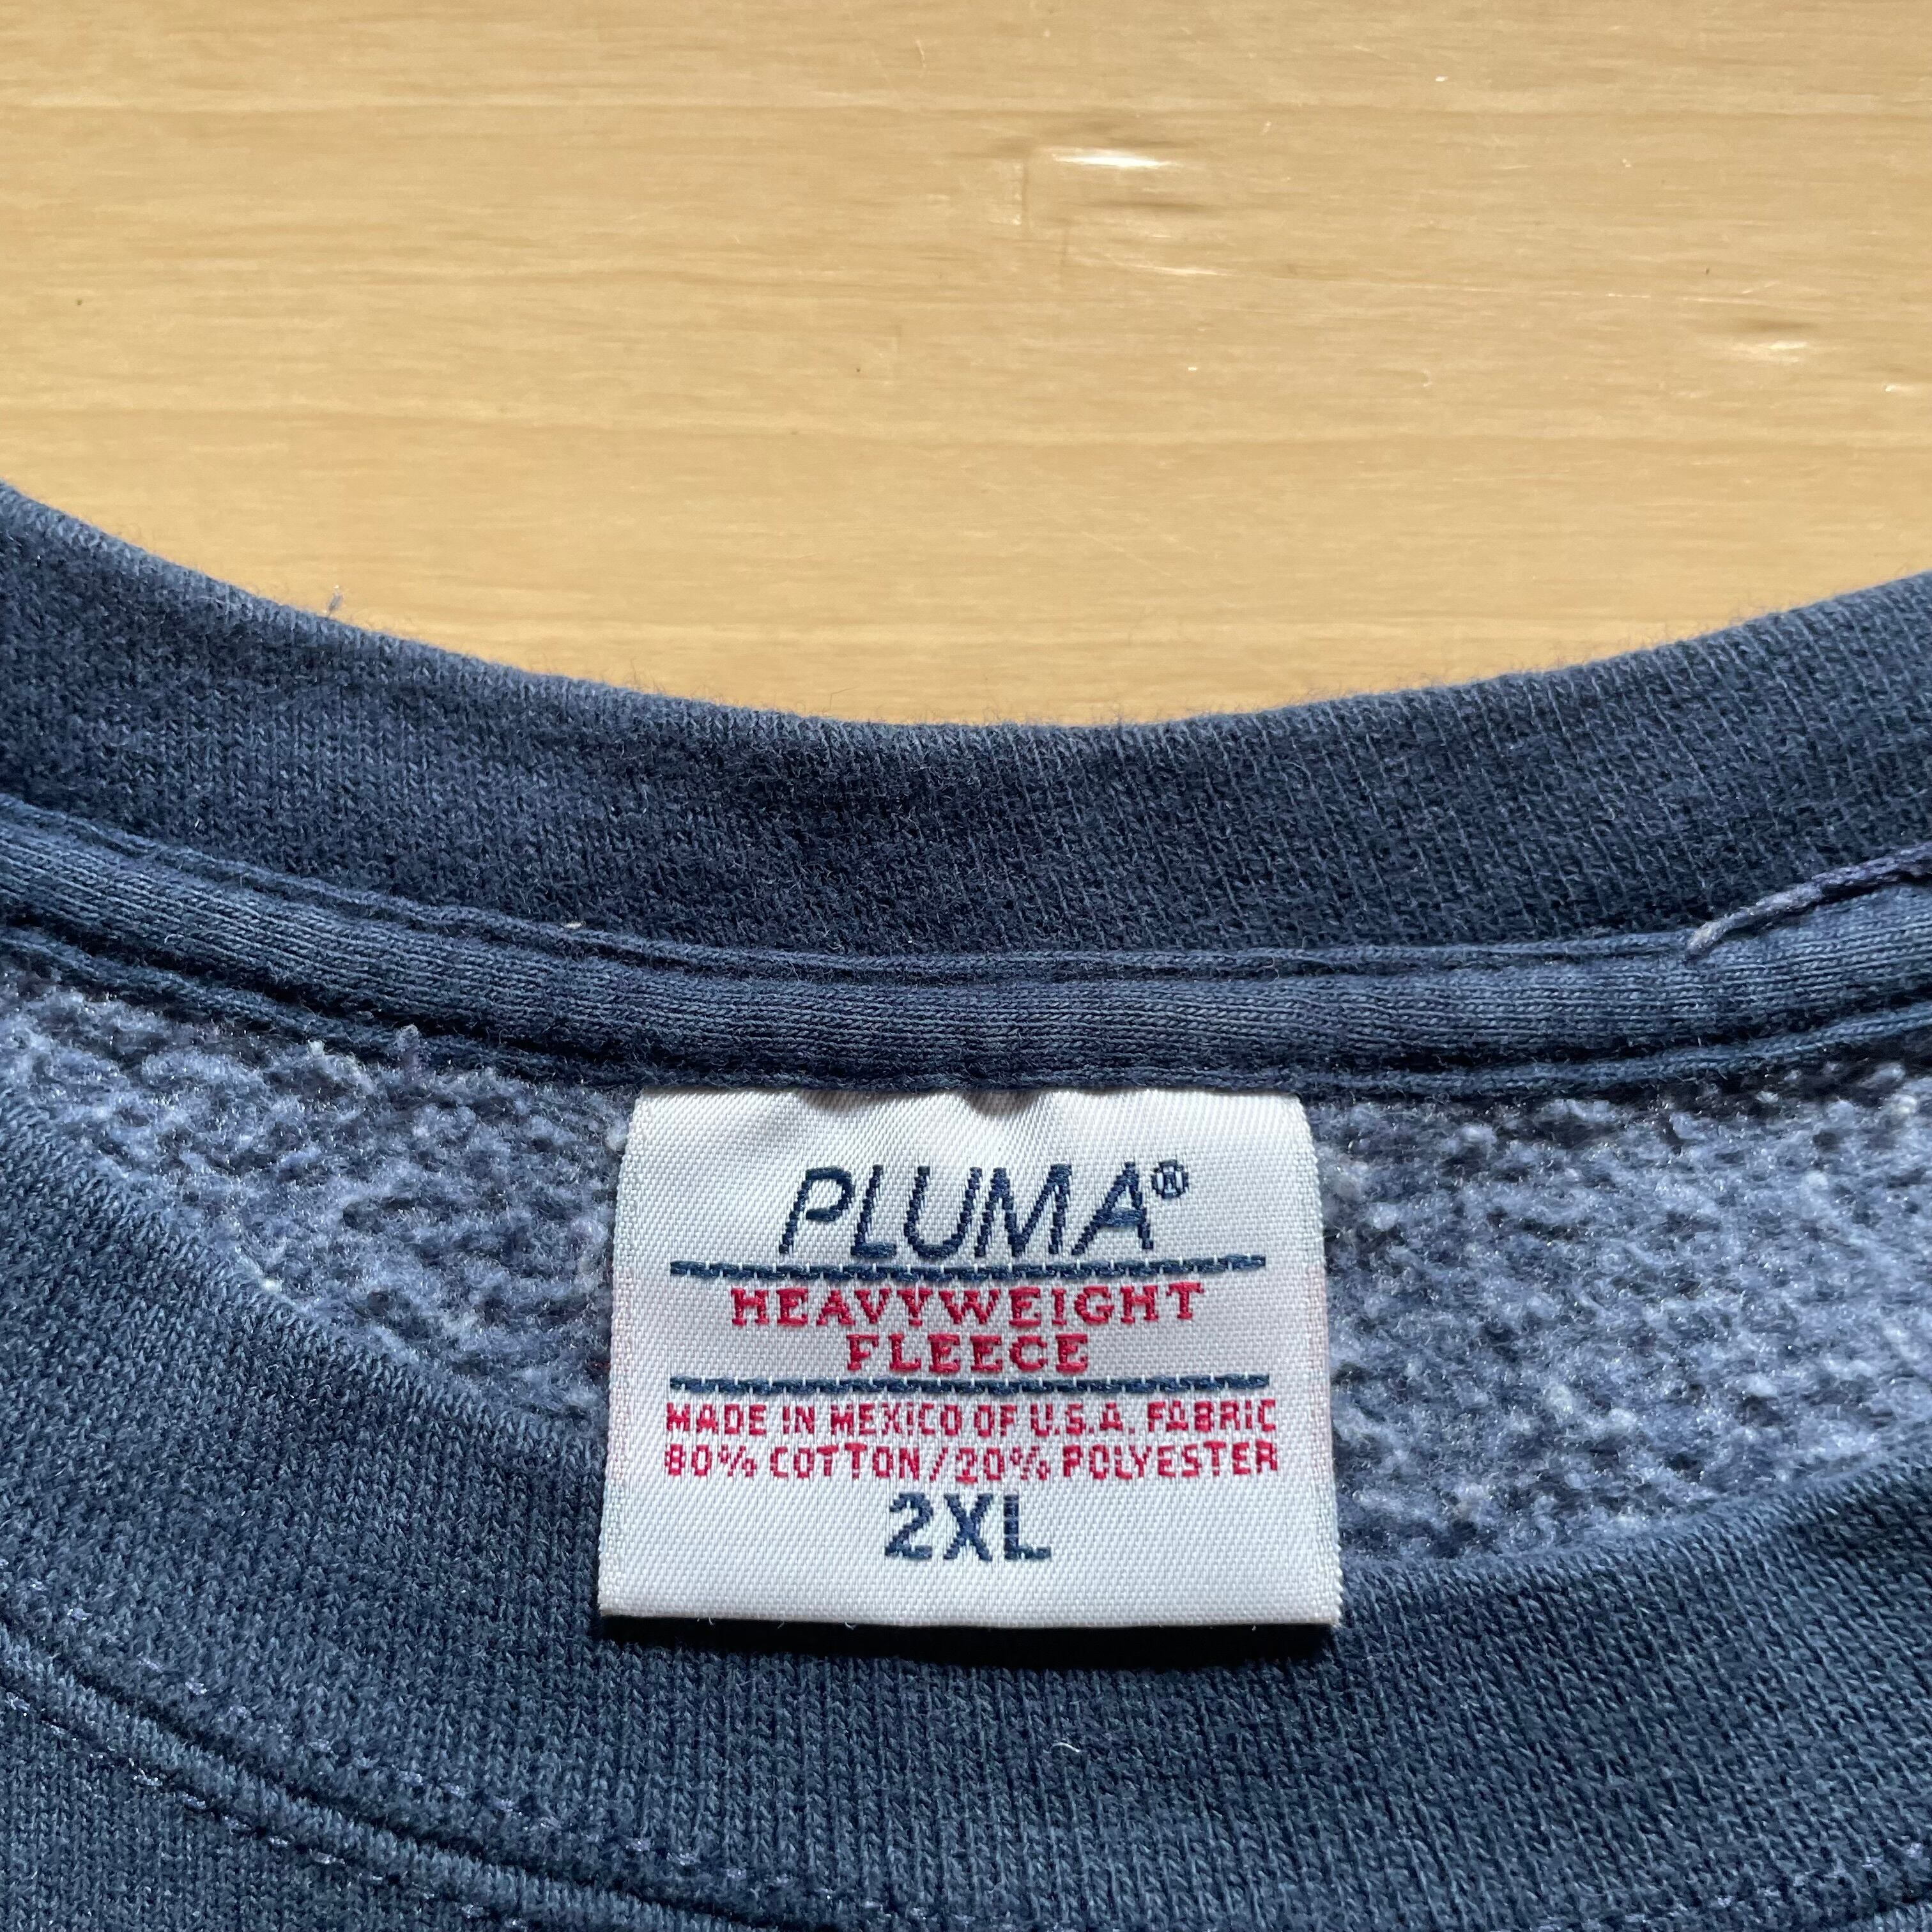 PLUMA®
HEAVYWEIGHT
FLEECE
MADE IN MEXICO OF U.S.A. FABRIC
80% COTTON/20% POLYESTER
2XL